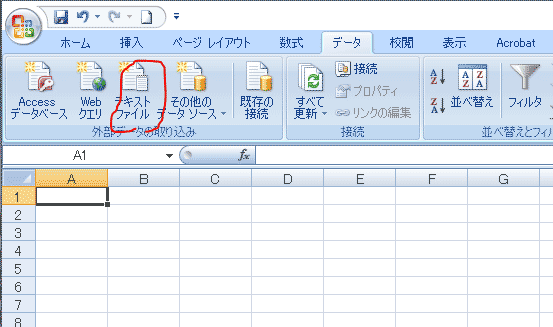 ホーム 挿入 ページ レイアウト 数式 データ 校閲 表示 Acrobat
Access データベース
Web クエリ
テキスト ファイル
その他の データ ソース
既存の 接続
外部データの取り込み
すべて 更新
接続
プロパティ
リンクの編集
接続
並べ替え
フィルタ
並べ替えとフィ
A1 fx
A B C D E F G
1
2
3
4
5
6
7
8